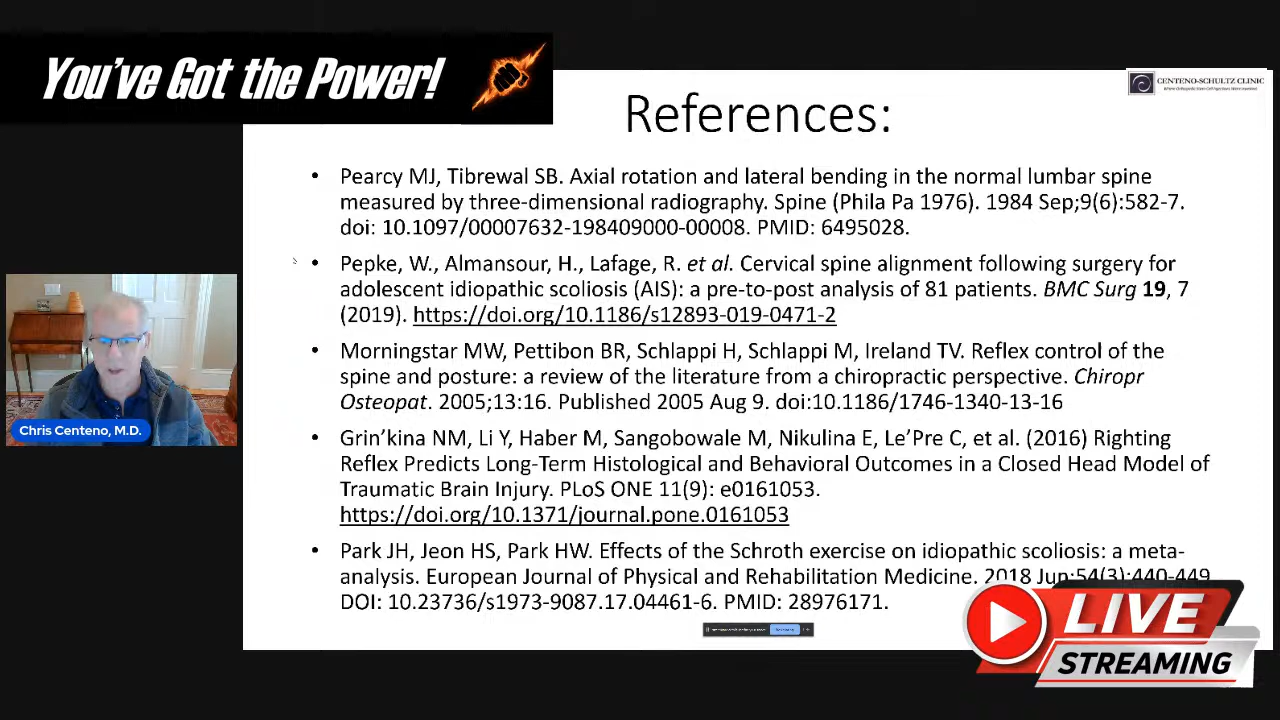 You've Got the Power!
CENTENO-SCHULTZ CLINIC
References:
• Pearcy MJ, Tibrewal SB. Axial rotation and lateral bending in the normal lumbar spine
measured by three-dimensional radiography. Spine (Phila Pa 1976). 1984 Sep;9(6):582-7.
doi: 10.1097/00007632-198409000-00008. PMID: 6495028.
• Pepke, W., Almansour, H., Lafage, R. et al. Cervical spine alignment following surgery for
adolescent idiopathic scoliosis (AIS): a pre-to-post analysis of 81 patients. BMC Surg 19, 7
(2019). https://doi.org/10.1186/s12893-019-0471-2
• Morningstar MW, Pettibon BR, Schlappi H, Schlappi M, Ireland TV. Reflex control of the
spine and posture: a review of the literature from a chiropractic perspective. Chiropr
Osteopat. 2005;13:16. Published 2005 Aug 9. doi:10.1186/1746-1340-13-16
• Grin’kina NM, Li Y, Haber M, Sangobowale M, Nikulina E, Le’Pre C, et al. (2016) Righting
Reflex Predicts Long-Term Histological and Behavioral Outcomes in a Closed Head Model of
Traumatic Brain Injury. PLoS ONE 11(9): e0161053.
https://doi.org/10.1371/journal.pone.0161053
• Park JH, Jeon HS, Park HW. Effects of the Schroth exercise on idiopathic scoliosis: a meta-
analysis. European Journal of Physical and Rehabilitation Medicine. 2018 Jun;54(3):440-449
DOI: 10.23736/s1973-9087.17.04461-6. PMID: 28976171.
Chris Centeno, M.D.
LIVE
STREAMING